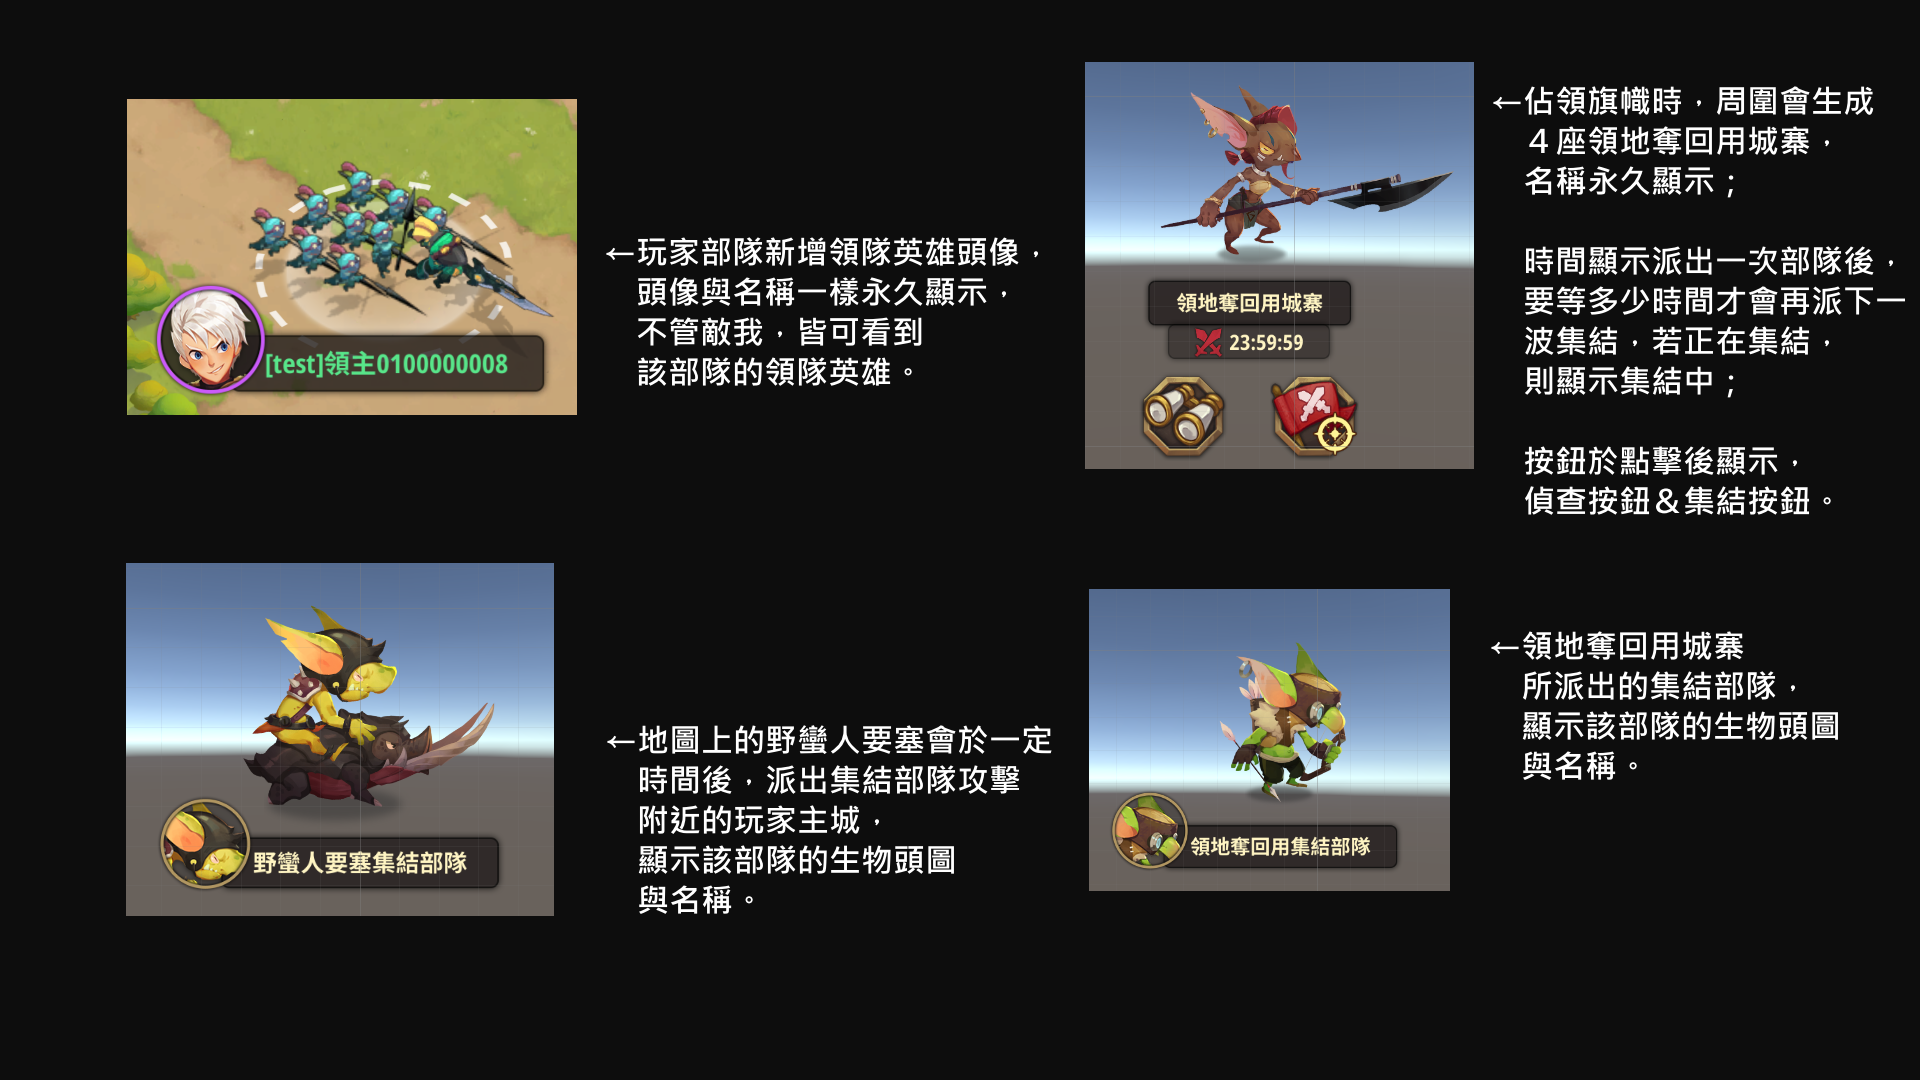 [test]領主0100000008
←玩家部隊新增領隊英雄頭像，
頭像與名稱一樣永久顯示，
不管敵我，皆可看到
該部隊的領隊英雄。
領地奪回用城寨
23:59:59
←佔領旗幟時，周圍會生成
４座領地奪回用城寨，
名稱永久顯示；
時間顯示派出一次部隊後，
要等多少時間才會再派下一
波集結，若正在集結，
則顯示集結中；
按鈕於點擊後顯示，
偵查按鈕＆集結按鈕。
野蠻人要塞集結部隊
←地圖上的野蠻人要塞會於一定
時間後，派出集結部隊攻擊
附近的玩家主城，
顯示該部隊的生物頭圖
與名稱。
領地奪回用集結部隊
←領地奪回用城寨
所派出的集結部隊，
顯示該部隊的生物頭圖
與名稱。